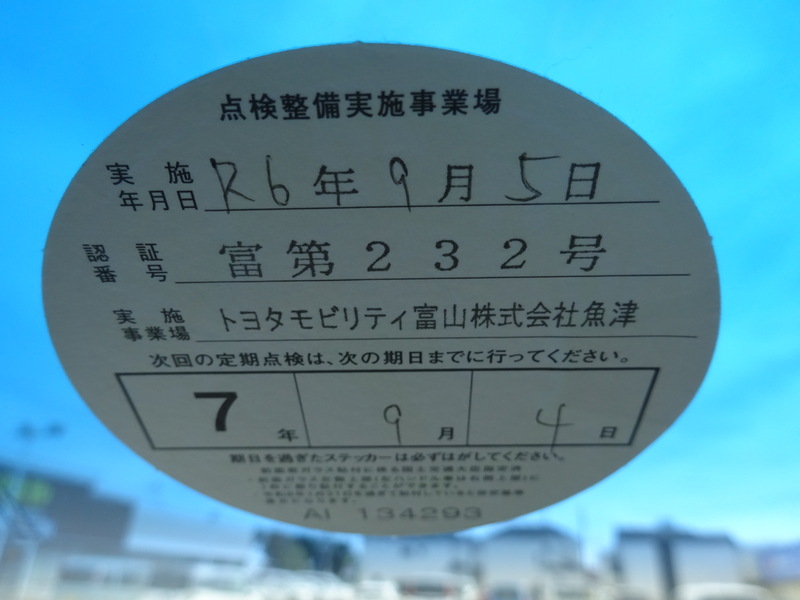 点検整備実施事業場
実施年月日 R6年9月5日
認証番号 富第232号
実施事業場 トヨタモビリティ富山株式会社魚津
次回の定期点検は、次の期日までに行ってください。
7年 9月 4日
期日を過ぎたステッカーは必ずはがしてください。
AI 134293